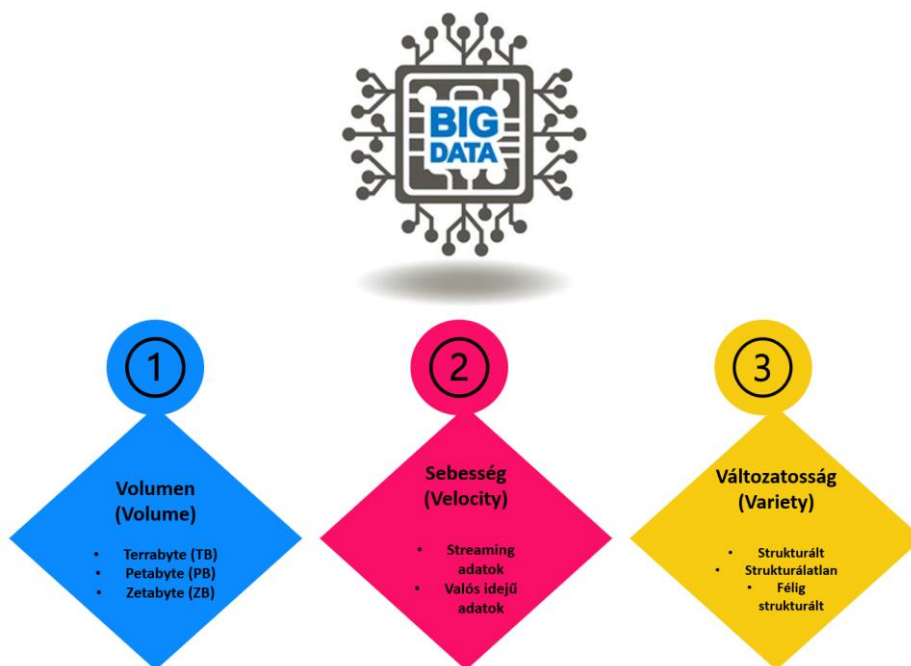 BIG
DATA
1
2
3
Volumen
(Volume)
• Terrabyte (TB)
• Petabyte (PB)
• Zetabyte (ZB)
Sebesség
(Velocity)
• Streaming
adatok
• Valós idejű
adatok
Változatosság
(Variety)
• Strukturált
• Strukturálatlan
• Félig
strukturált